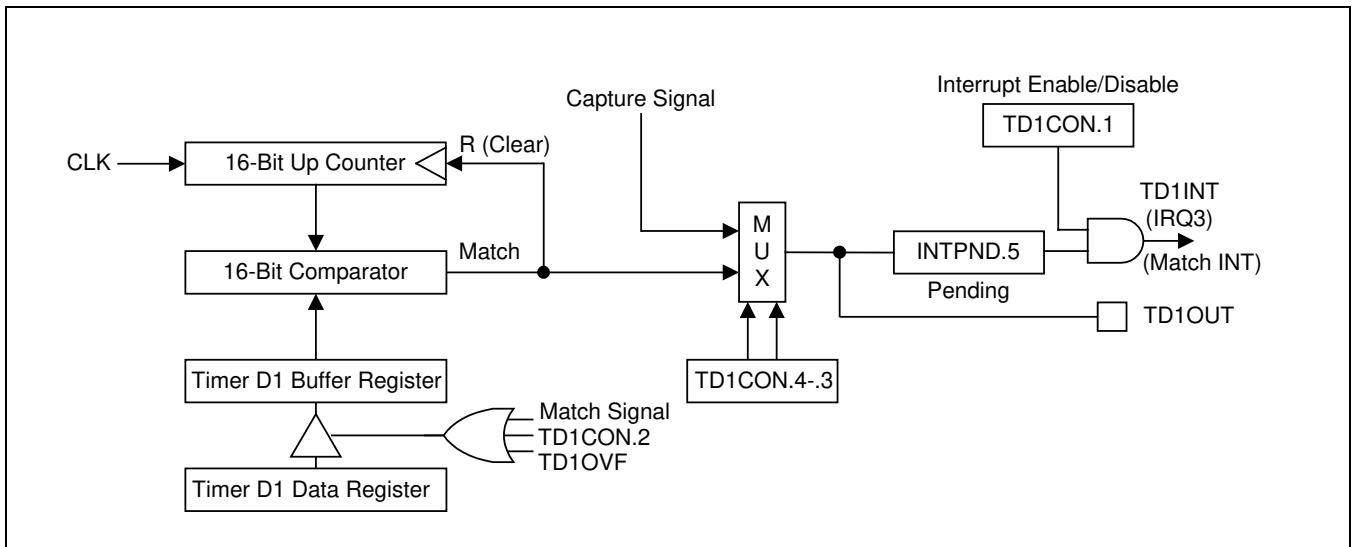 Interrupt Enable/Disable
Capture Signal
TD1CON.1
CLK
16-Bit Up Counter
R (Clear)
TD1INT
(IRQ3)
(Match INT)
M
U
X
16-Bit Comparator
Match
INTPND.5
Pending
TD1OUT
Timer D1 Buffer Register
TD1CON.4-.3
Match Signal
TD1CON.2
TD1OVF
Timer D1 Data Register